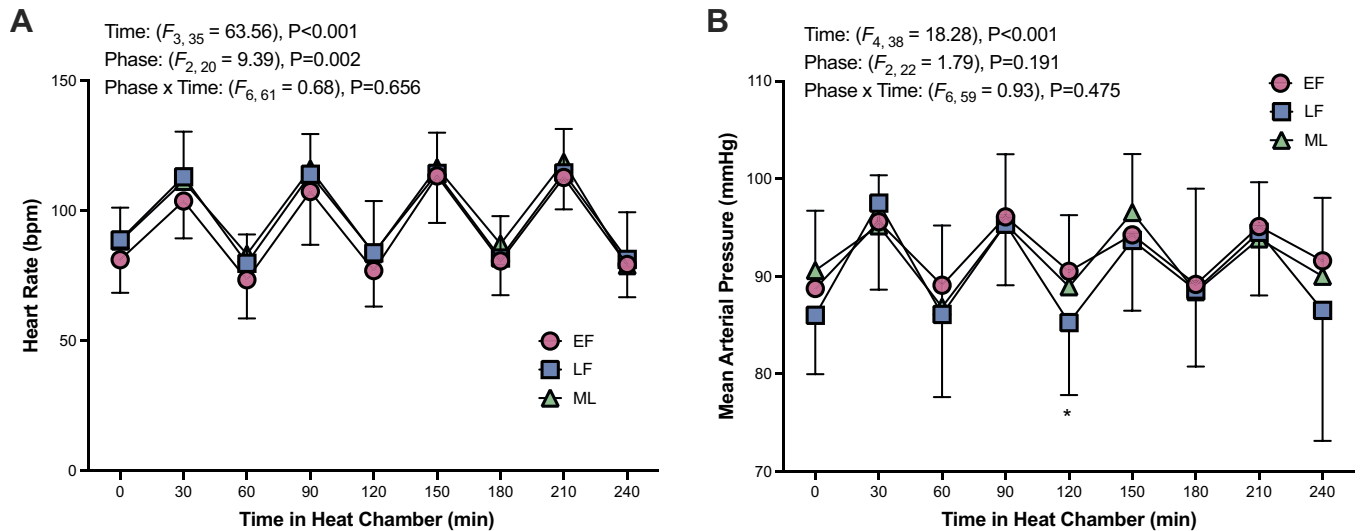 A
Time: (F3, 35 = 63.56), P<0.001
Phase: (F2, 20 = 9.39), P=0.002
Phase x Time: (F6, 61 = 0.68), P=0.656
Heart Rate (bpm)
150
100
50
0
EF
LF
ML
0 30 60 90 120 150 180 210 240
Time in Heat Chamber (min)
B
Time: (F4, 38 = 18.28), P<0.001
Phase: (F2, 22 = 1.79), P=0.191
Phase x Time: (F6, 59 = 0.93), P=0.475
Mean Arterial Pressure (mmHg)
110
100
90
80
70
EF
LF
ML
*
0 30 60 90 120 150 180 210 240
Time in Heat Chamber (min)